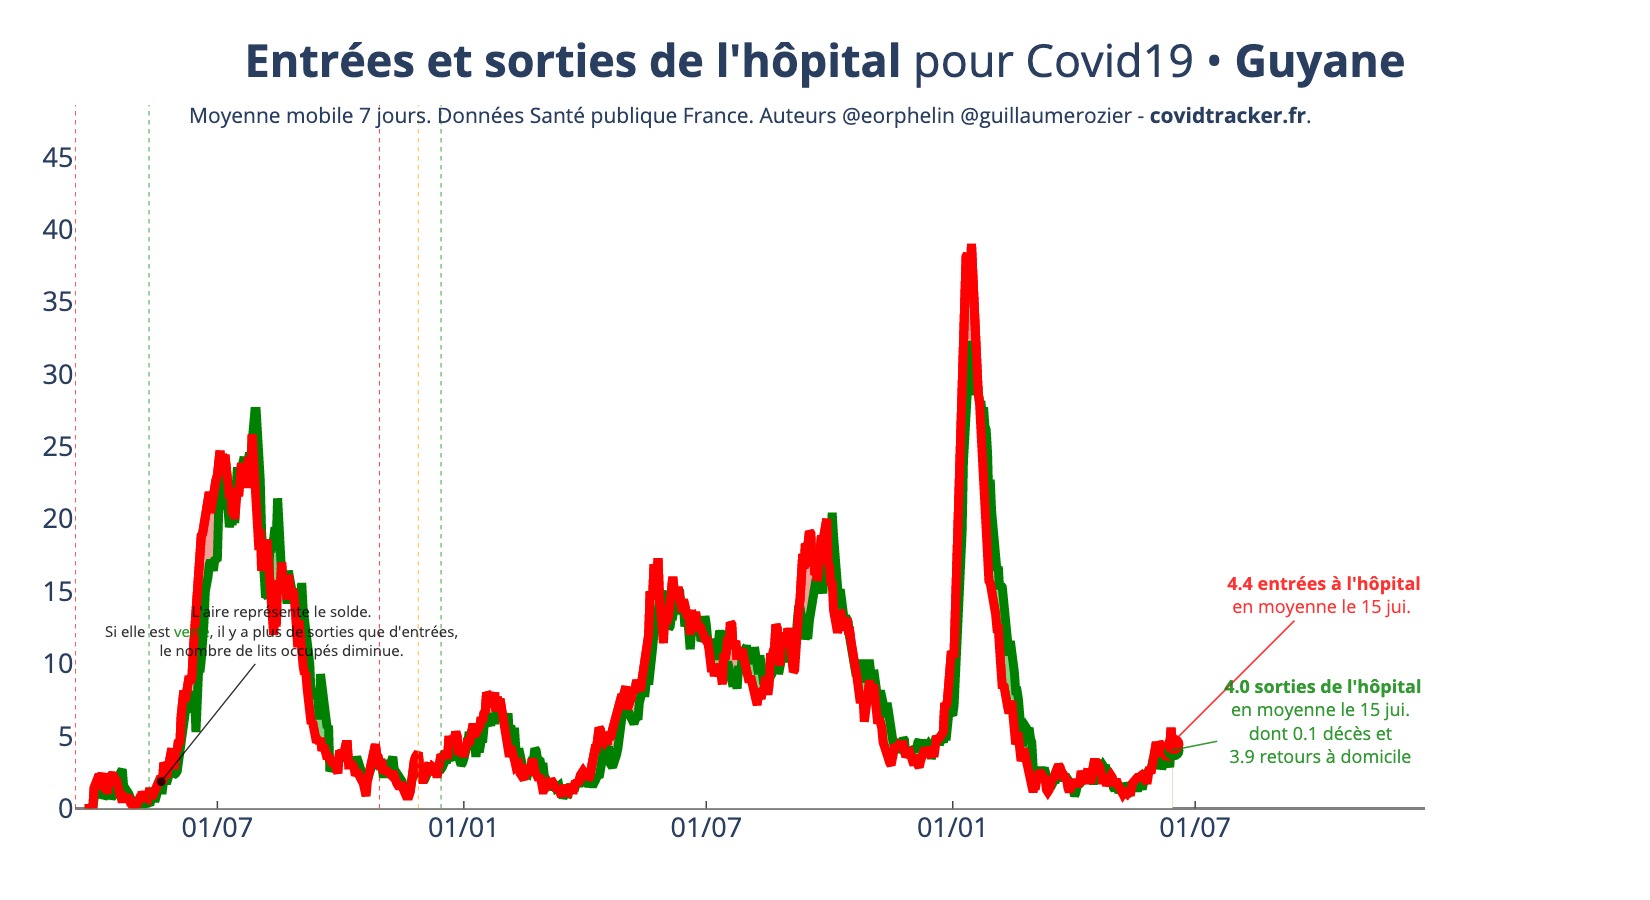 Entrées et sorties de l'hôpital pour Covid19 • Guyane
Moyenne mobile 7 jours. Données Santé publique France. Auteurs @eorphelin @guillaumerozier - covidtracker.fr.
45
40
35
30
25
20
15
10
5
0
L'aire représente le solde.
Si elle est verte, il y a plus de sorties que d'entrées,
le nombre de lits occupés diminue.
4.4 entrées à l'hôpital
en moyenne le 15 jui.
4.0 sorties de l'hôpital
en moyenne le 15 jui.
dont 0.1 décès et
3.9 retours à domicile
01/07
01/01
01/07
01/01
01/07